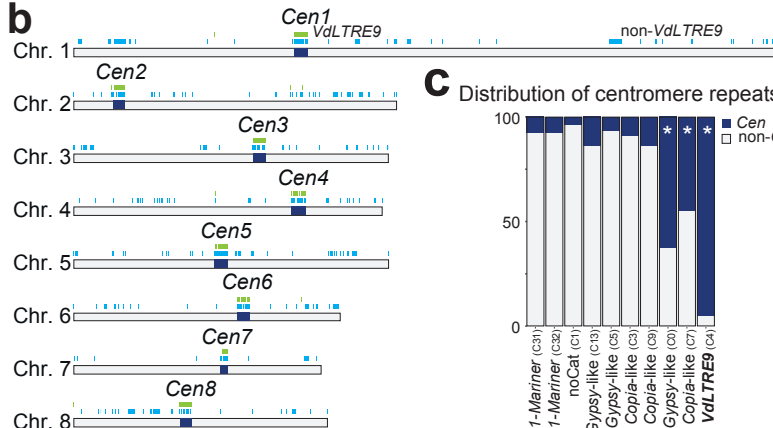 b
Cen1
VdLTRE9
non-VdLTRE9
Chr. 1
Cen2
Chr. 2
Cen3
Chr. 3
Cen4
Chr. 4
Cen5
Chr. 5
Cen6
Chr. 6
Cen7
Chr. 7
Cen8
Chr. 8
c
Distribution of centromere repeats
100
50
0
* * *
Cen
non-
1-Mariner (C31)
1-Mariner (C32)
noCat (C1)
Gypsy-like (C13)
Gypsy-like (C5)
Copia-like (C3)
Copia-like (C9)
Gypsy-like (C0)
Copia-like (C7)
VdLTRE9 (C4)